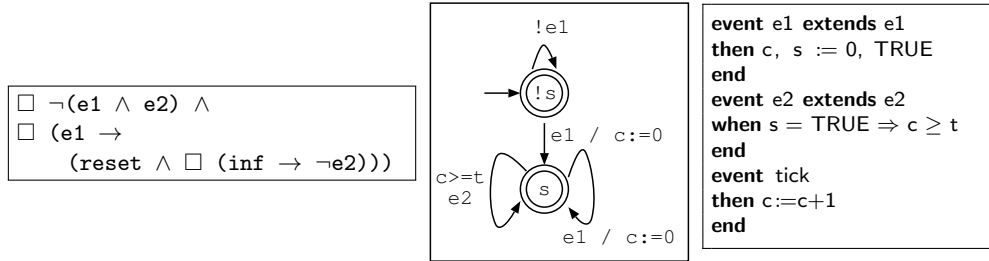 □ ¬(e1 ∧ e2) ∧
□ (e1 →
(reset ∧ □ (inf → ¬e2)))
!e1
!s
e1 / c:=0
c>=t
e2
s
e1 / c:=0
event e1 extends e1
then c, s := 0, TRUE
end
event e2 extends e2
when s = TRUE ⇒ c ≥ t
end
event tick
then c:=c+1
end